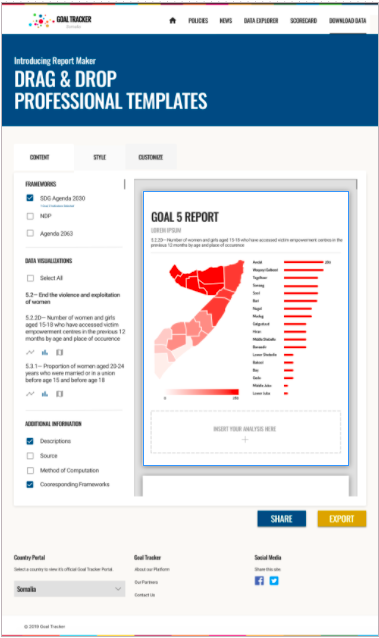 GOAL TRACKER
Somalia
POLICIES
NEWS
DATA EXPLORER
SCORECARD
DOWNLOAD DATA
Introducing Report Maker
DRAG & DROP
PROFESSIONAL TEMPLATES
CONTENT
STYLE
CUSTOMIZE
FRAMEWORKS
SDG Agenda 2030
NDP
Agenda 2063
DATA VISUALIZATIONS
Select All
5.2— End the violence and exploitation
of women
5.2.2D— Number of women and girls
aged 15-18 who have accessed victim
empowerment centres in the previous 12
months by age and place of occurence
5.3.1— Proportion of women aged 20-24
years who were married or in a union
before age 15 and before age 18
ADDITIONAL INFORMATION
Descriptions
Source
Method of Computation
Cooresponding Frameworks
GOAL 5 REPORT
LOREM IPSUM
5.2.2D— Number of women and girls aged 15-18 who have accessed victim empowerment centres in the
previous 12 months by age and place of occurence
Awdal
Woqooyi Galbeed
Togdheer
Sanaag
Sool
Bari
Nugal
Mudug
Galguduud
Hiran
Middle Shabelle
Banadir
Lower Shabelle
Bakool
Bay
Gedo
Middle Juba
Lower Juba
0
INSERT YOUR ANALYSIS HERE
+
SHARE
EXPORT
Country Portal
Select a country to view its official Goal Tracker Portal.
Somalia
Goal Tracker
About our Platform
Our Partners
Contact Us
Social Media
Share this site:
© 2019 Goal Tracker